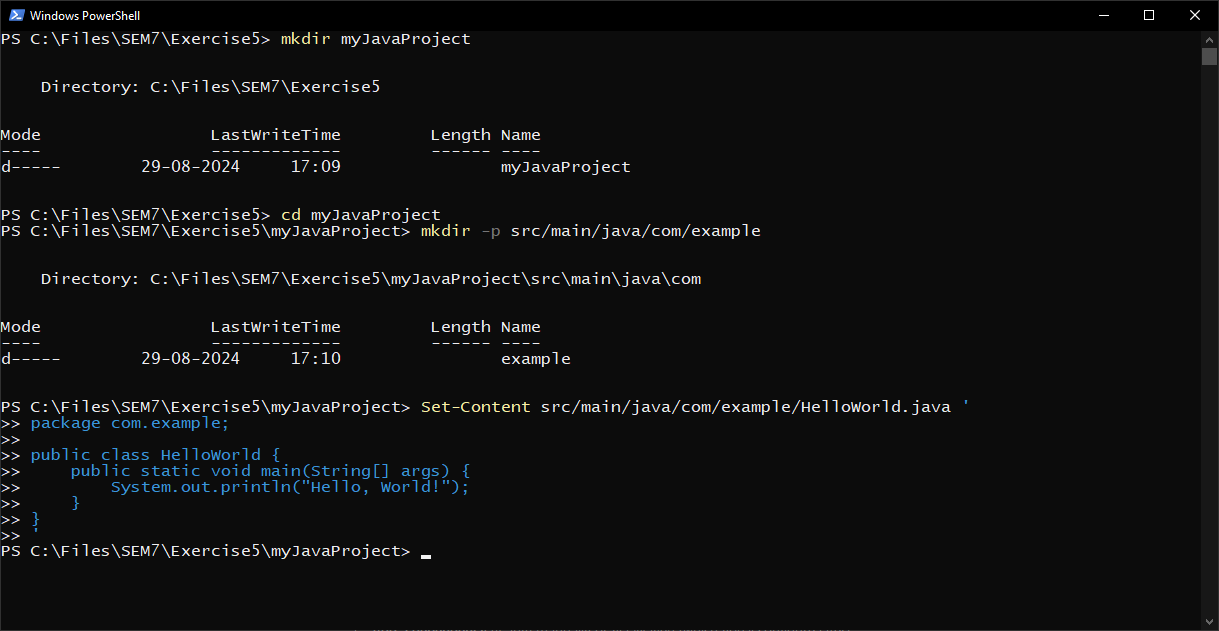 Windows PowerShell
PS C:\Files\SEM7\Exercise5> mkdir myJavaProject
    Directory: C:\Files\SEM7\Exercise5
Mode                 LastWriteTime         Length Name
----                 -------------         ------ ----
d-----        29-08-2024     17:09                myJavaProject
PS C:\Files\SEM7\Exercise5> cd myJavaProject
PS C:\Files\SEM7\Exercise5\myJavaProject> mkdir -p src/main/java/com/example
    Directory: C:\Files\SEM7\Exercise5\myJavaProject\src\main\java\com
Mode                 LastWriteTime         Length Name
----                 -------------         ------ ----
d-----        29-08-2024     17:10                example
PS C:\Files\SEM7\Exercise5\myJavaProject> Set-Content src/main/java/com/example/HelloWorld.java '
>> package com.example;
>>
>> public class HelloWorld {
>>     public static void main(String[] args) {
>>         System.out.println("Hello, World!");
>>     }
>> }
>> '
PS C:\Files\SEM7\Exercise5\myJavaProject>